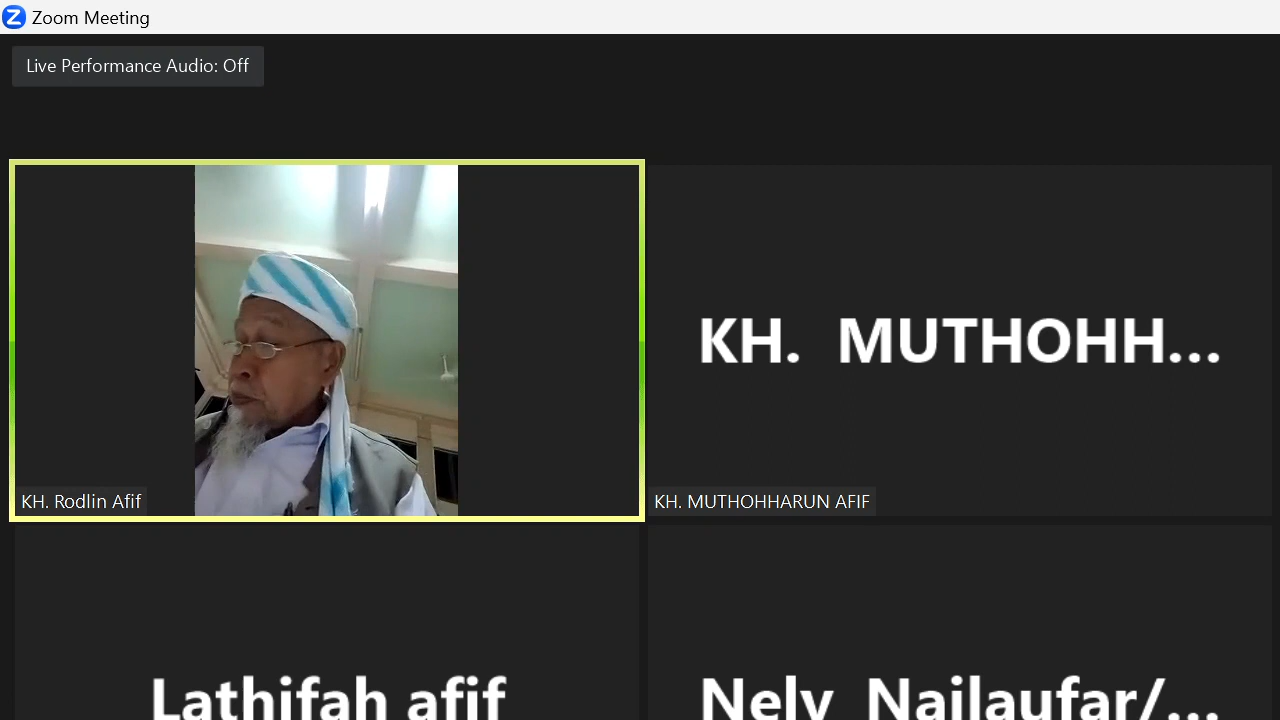 Zoom Meeting
Live Performance Audio: Off
KH. MUTHOHH...
KH. Rodlin Afif
KH. MUTHOHHARUN AFIF
Lathifah afif
Nely Nailaufar/...